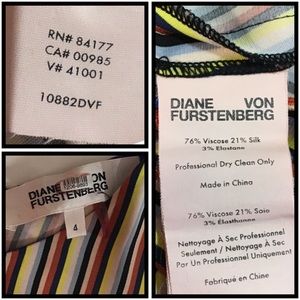 RN# 84177
CA# 00985
V# 41001
10882DVF
DIANE VON
FURSTENBERG
4
DIANE VON
FURSTENBERG
76% Viscose 21% Silk
3% Elastane
Professional Dry Clean Only
Made in China
76% Viscose 21% Soie
3% Élasthanne
Nettoyage À Sec Professionel
Seulement / Nettoyage À Sec
Par Un Professionel Uniquement
Fabriqué en Chine